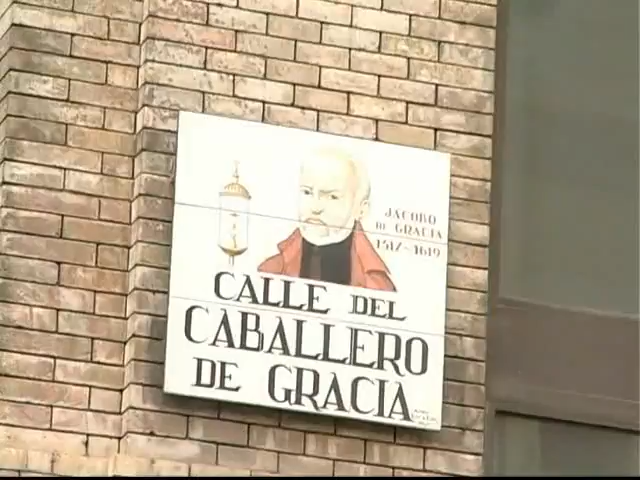 JACOBO
DE GRACIA
1517-1619
CALLE DEL
CABALLERO
DE GRACIA